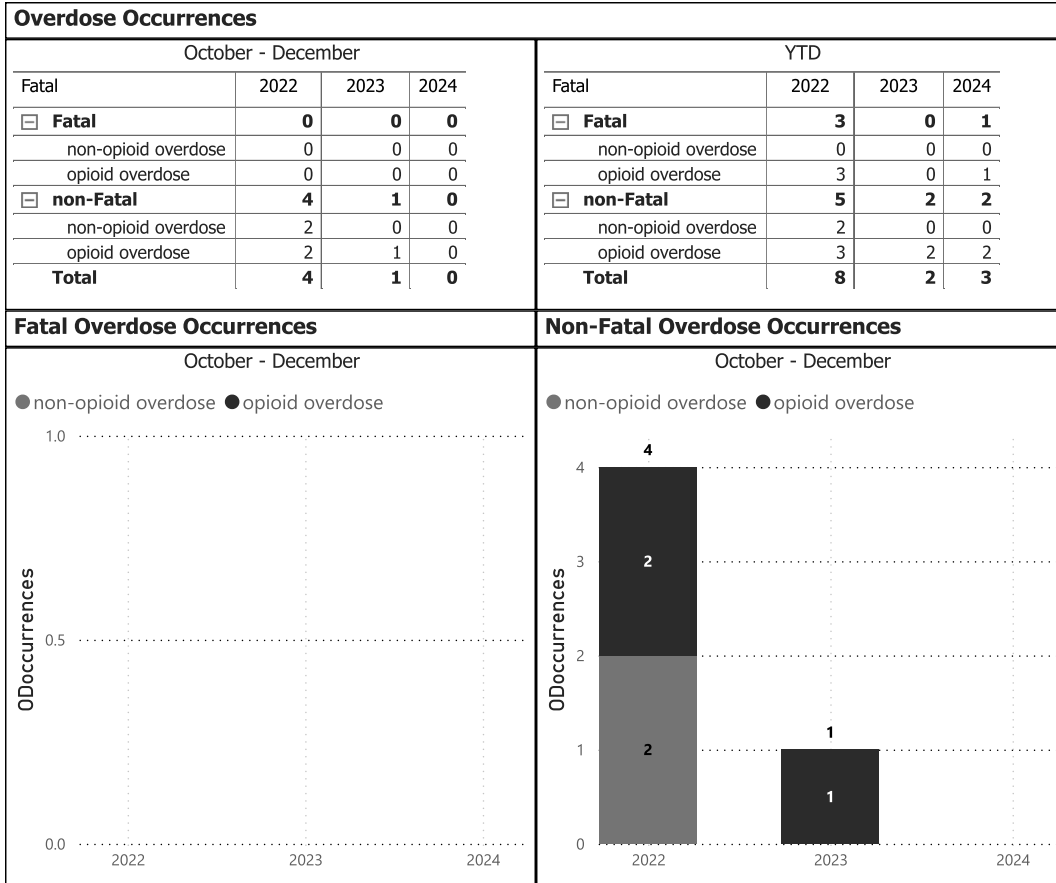 Overdose Occurrences
October - December
Fatal 2022 2023 2024
Fatal 0 0 0
non-opioid overdose 0 0 0
opioid overdose 0 0 0
non-Fatal 4 1 0
non-opioid overdose 2 0 0
opioid overdose 2 1 0
Total 4 1 0
YTD
Fatal 2022 2023 2024
Fatal 3 0 1
non-opioid overdose 0 0 0
opioid overdose 3 0 1
non-Fatal 5 2 2
non-opioid overdose 2 0 0
opioid overdose 3 2 2
Total 8 2 3
Fatal Overdose Occurrences
October - December
non-opioid overdose opioid overdose
1.0
0.5
0.0
ODoccurrences
2022 2023 2024
Non-Fatal Overdose Occurrences
October - December
non-opioid overdose opioid overdose
4
4
3
2
2
1
1
2
1
0
ODoccurrences
2022 2023 2024